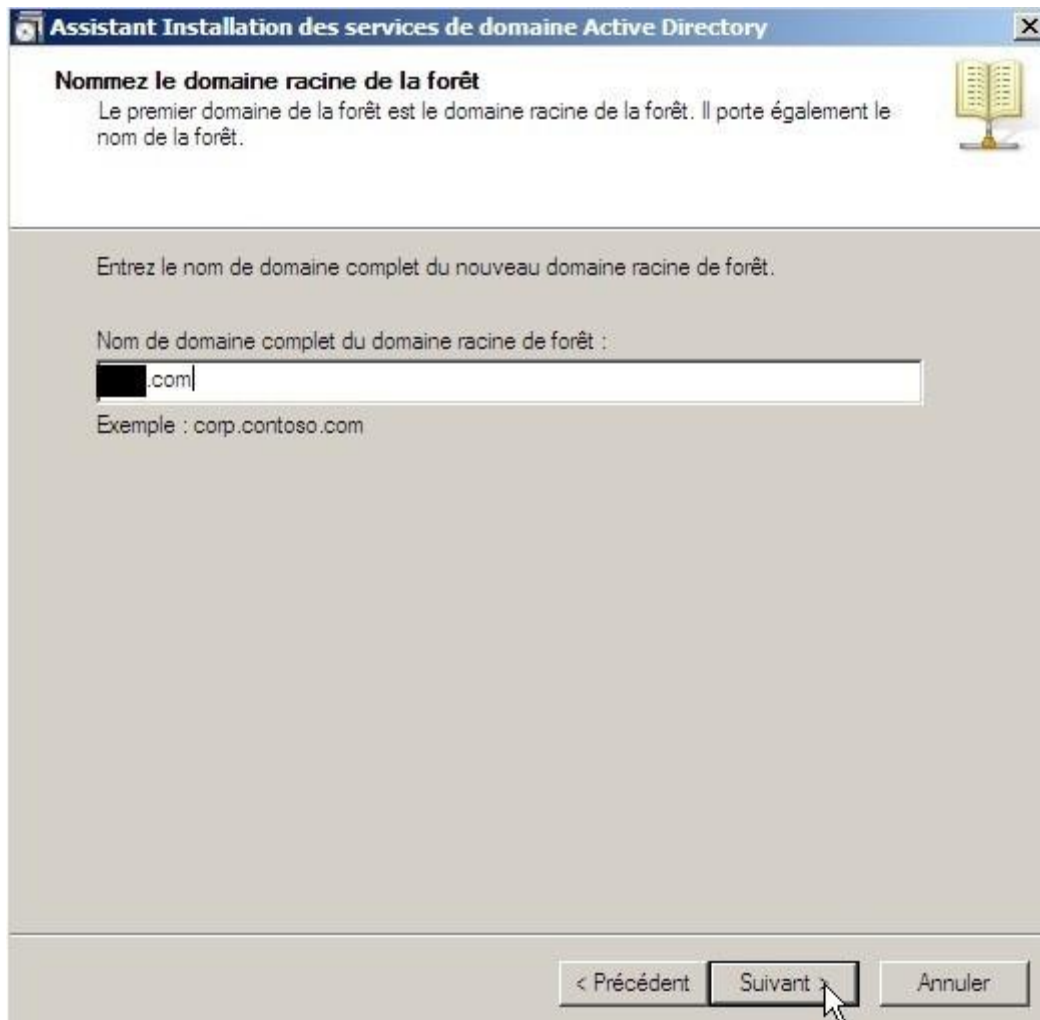 Assistant Installation des services de domaine Active Directory
Nommez le domaine racine de la forêt
Le premier domaine de la forêt est le domaine racine de la forêt. Il porte également le
nom de la forêt.
Entrez le nom de domaine complet du nouveau domaine racine de forêt.
Nom de domaine complet du domaine racine de forêt :
.com
Exemple : corp.contoso.com
< Précédent
Suivant >
Annuler